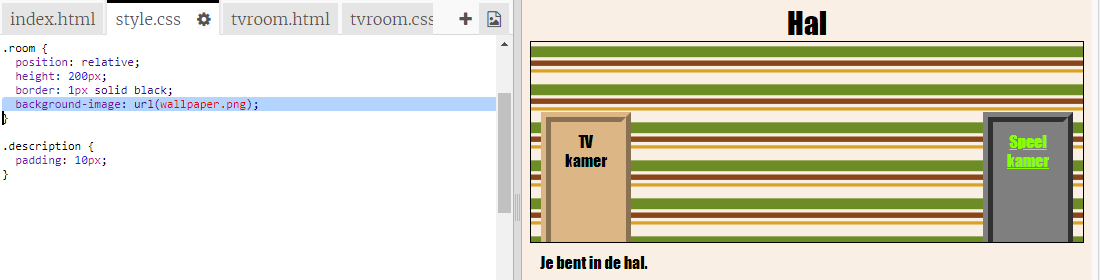 index.html style.css tvroom.html tvroom.css
.room {
position: relative;
height: 200px;
border: 1px solid black;
background-image: url(wallpaper.png);
}
.description {
padding: 10px;
}
Hal
TV
kamer
Speel
kamer
Je bent in de hal.